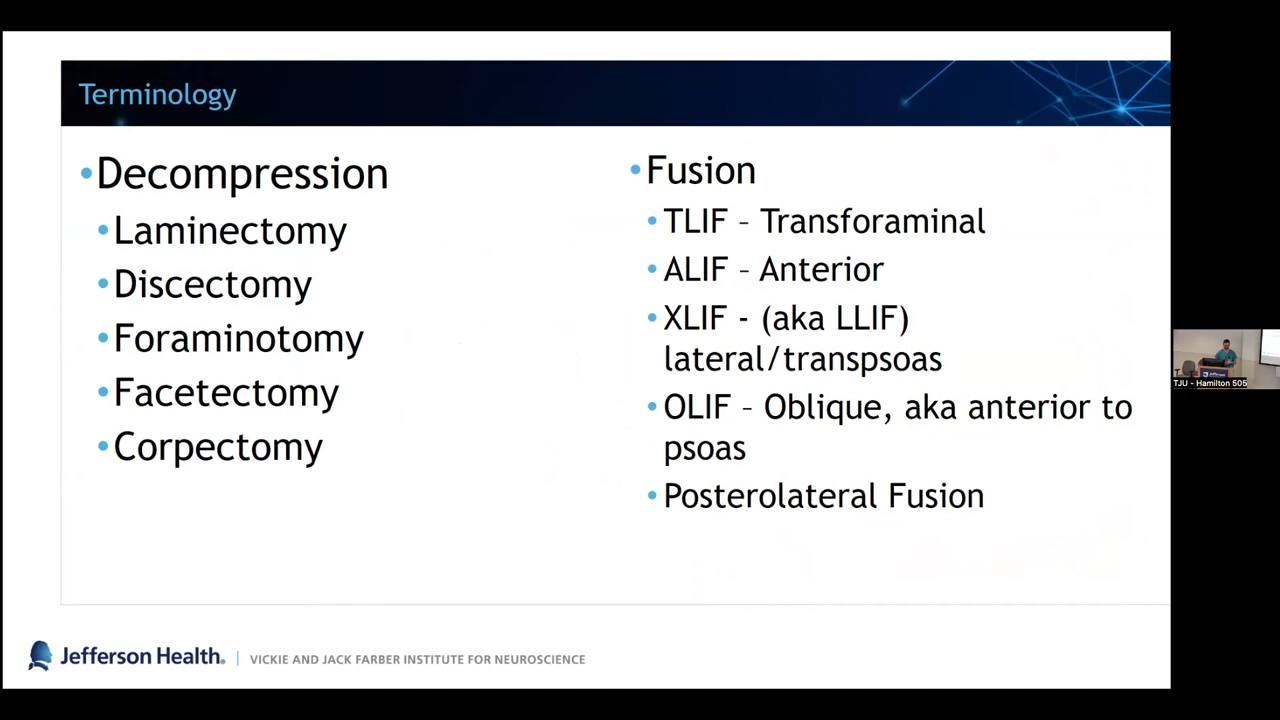 Terminology
•Decompression
•Laminectomy
•Discectomy
•Foraminotomy
•Facetectomy
•Corpectomy
•Fusion
•TLIF – Transforaminal
•ALIF – Anterior
•XLIF - (aka LLIF)
lateral/transpsoas
•OLIF – Oblique, aka anterior to
psoas
•Posterolateral Fusion
TJU - Hamilton 505
Jefferson Health. | VICKIE AND JACK FARBER INSTITUTE FOR NEUROSCIENCE